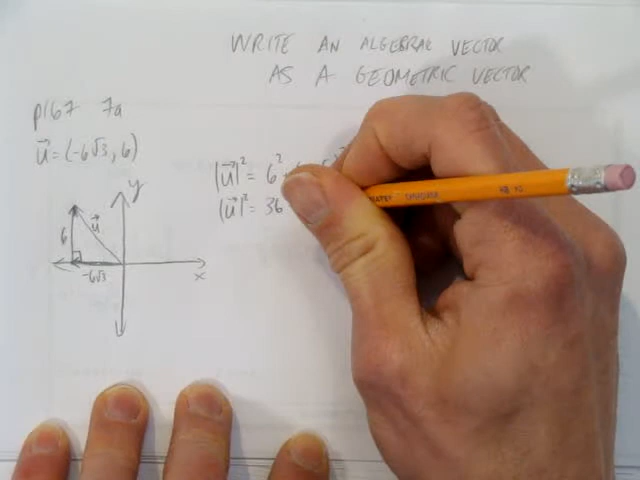 WRITE AN ALGEBRAIC VECTOR
AS A GEOMETRIC VECTOR
p167 7a
u⃗ = (-6√3, 6)
|u⃗|² = 6²
|u⃗|² = 36
y
6
u⃗
-6√3
x